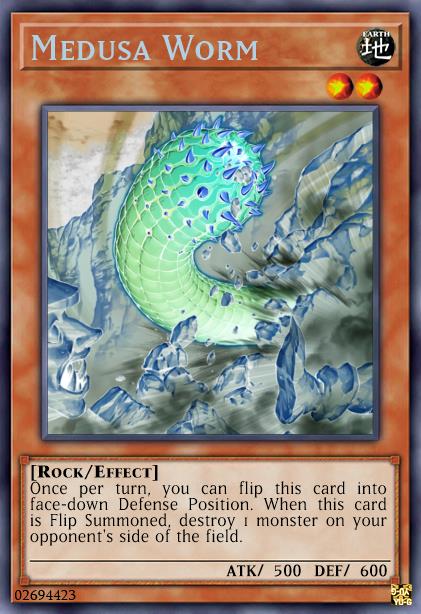 Medusa Worm
EARTH
地
[Rock/Effect]
Once per turn, you can flip this card into
face-down Defense Position. When this card
is Flip Summoned, destroy 1 monster on your
opponent's side of the field.
ATK/ 500 DEF/ 600
02694423